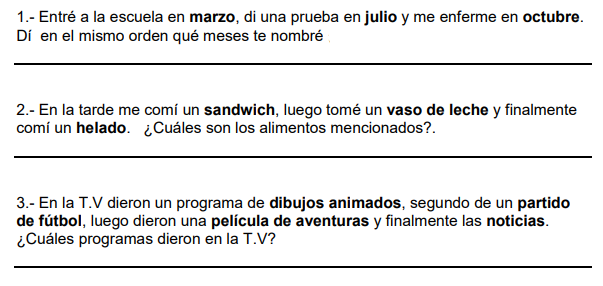 1.- Entré a la escuela en marzo, di una prueba en julio y me enferme en octubre.
Dí  en el mismo orden qué meses te nombré
2.- En la tarde me comí un sandwich, luego tomé un vaso de leche y finalmente
comí un helado.   ¿Cuáles son los alimentos mencionados?.
3.- En la T.V dieron un programa de dibujos animados, segundo de un partido
de fútbol, luego dieron una película de aventuras y finalmente las noticias.
¿Cuáles programas dieron en la T.V?